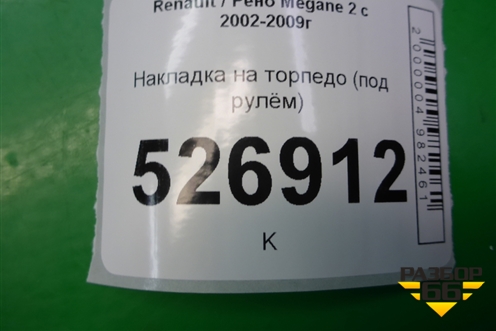 Renault / Рено Megane 2 с
2002-2009г
Накладка на торпедо (под
рулём)
526912
К
2000004982461
РАЗБОР
66